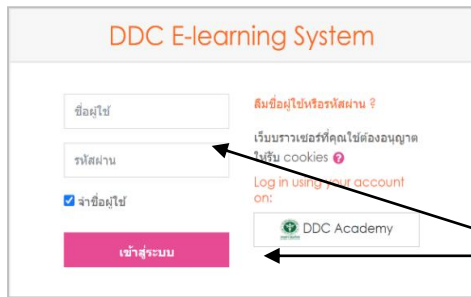 DDC E-learning System
ชื่อผู้ใช้
รหัสผ่าน
จำชื่อผู้ใช้
เข้าสู่ระบบ
ลืมชื่อผู้ใช้หรือรหัสผ่าน ?
เว็บบราวเซอร์ที่คุณใช้ต้องอนุญาต
ให้รับ cookies ?
Log in using your account
on:
DDC Academy